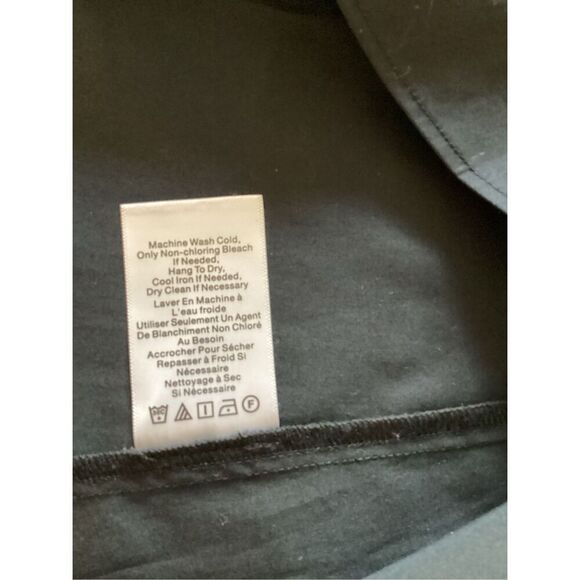 Machine Wash Cold,
Only Non-chloring Bleach
If Needed,
Hang To Dry,
Cool Iron If Needed,
Dry Clean If Necessary
Laver En Machine à
L'eau froide
Utiliser Seulement Un Agent
De Blanchiment Non Chloré
Au Besoin
Accrocher Pour Sécher
Repasser à Froid Si
Nécessaire
Nettoyage à Sec
Si Nécessaire
F